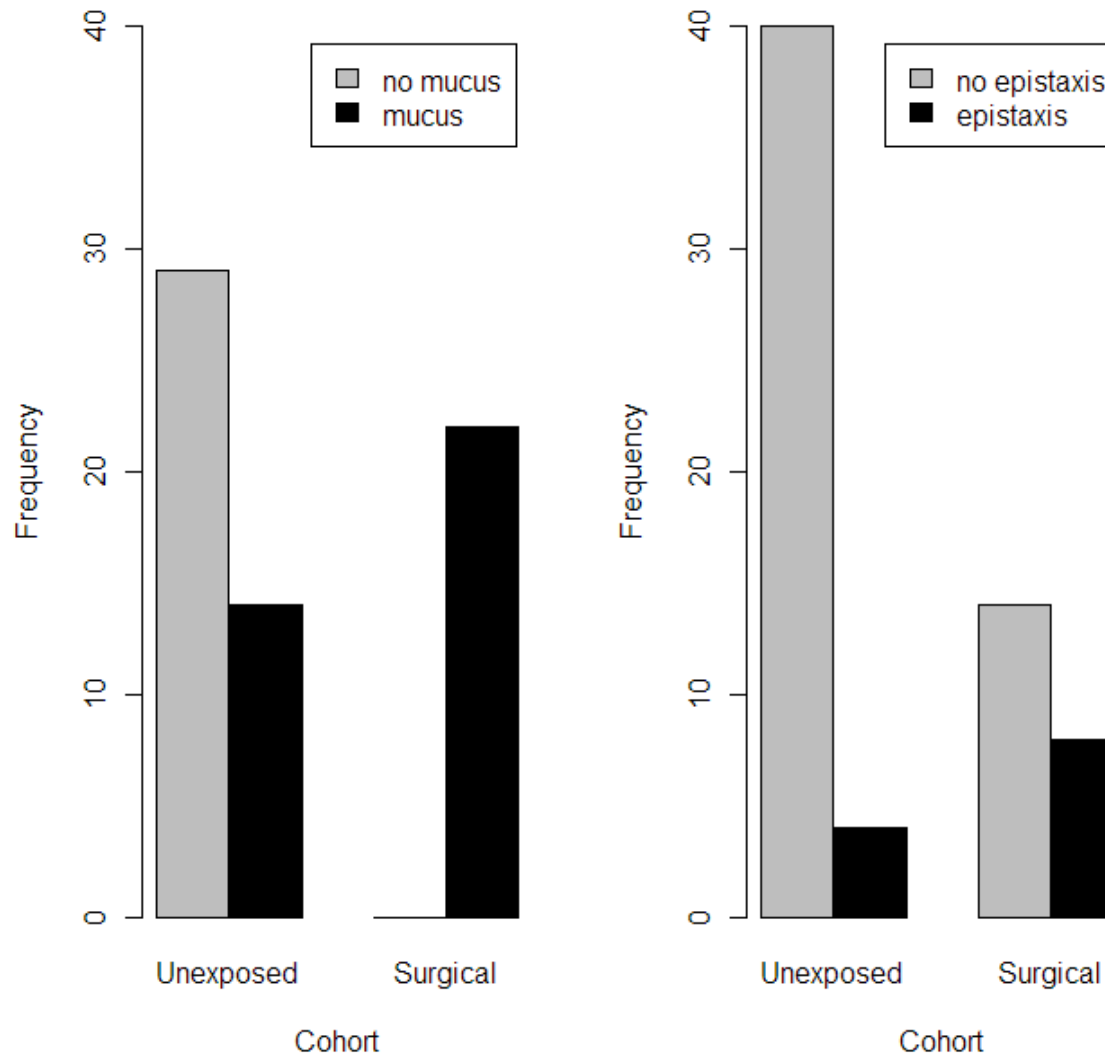 40
30
20
10
0
Frequency
no mucus
mucus
Unexposed
Surgical
Cohort
40
30
20
10
0
Frequency
no epistaxis
epistaxis
Unexposed
Surgical
Cohort